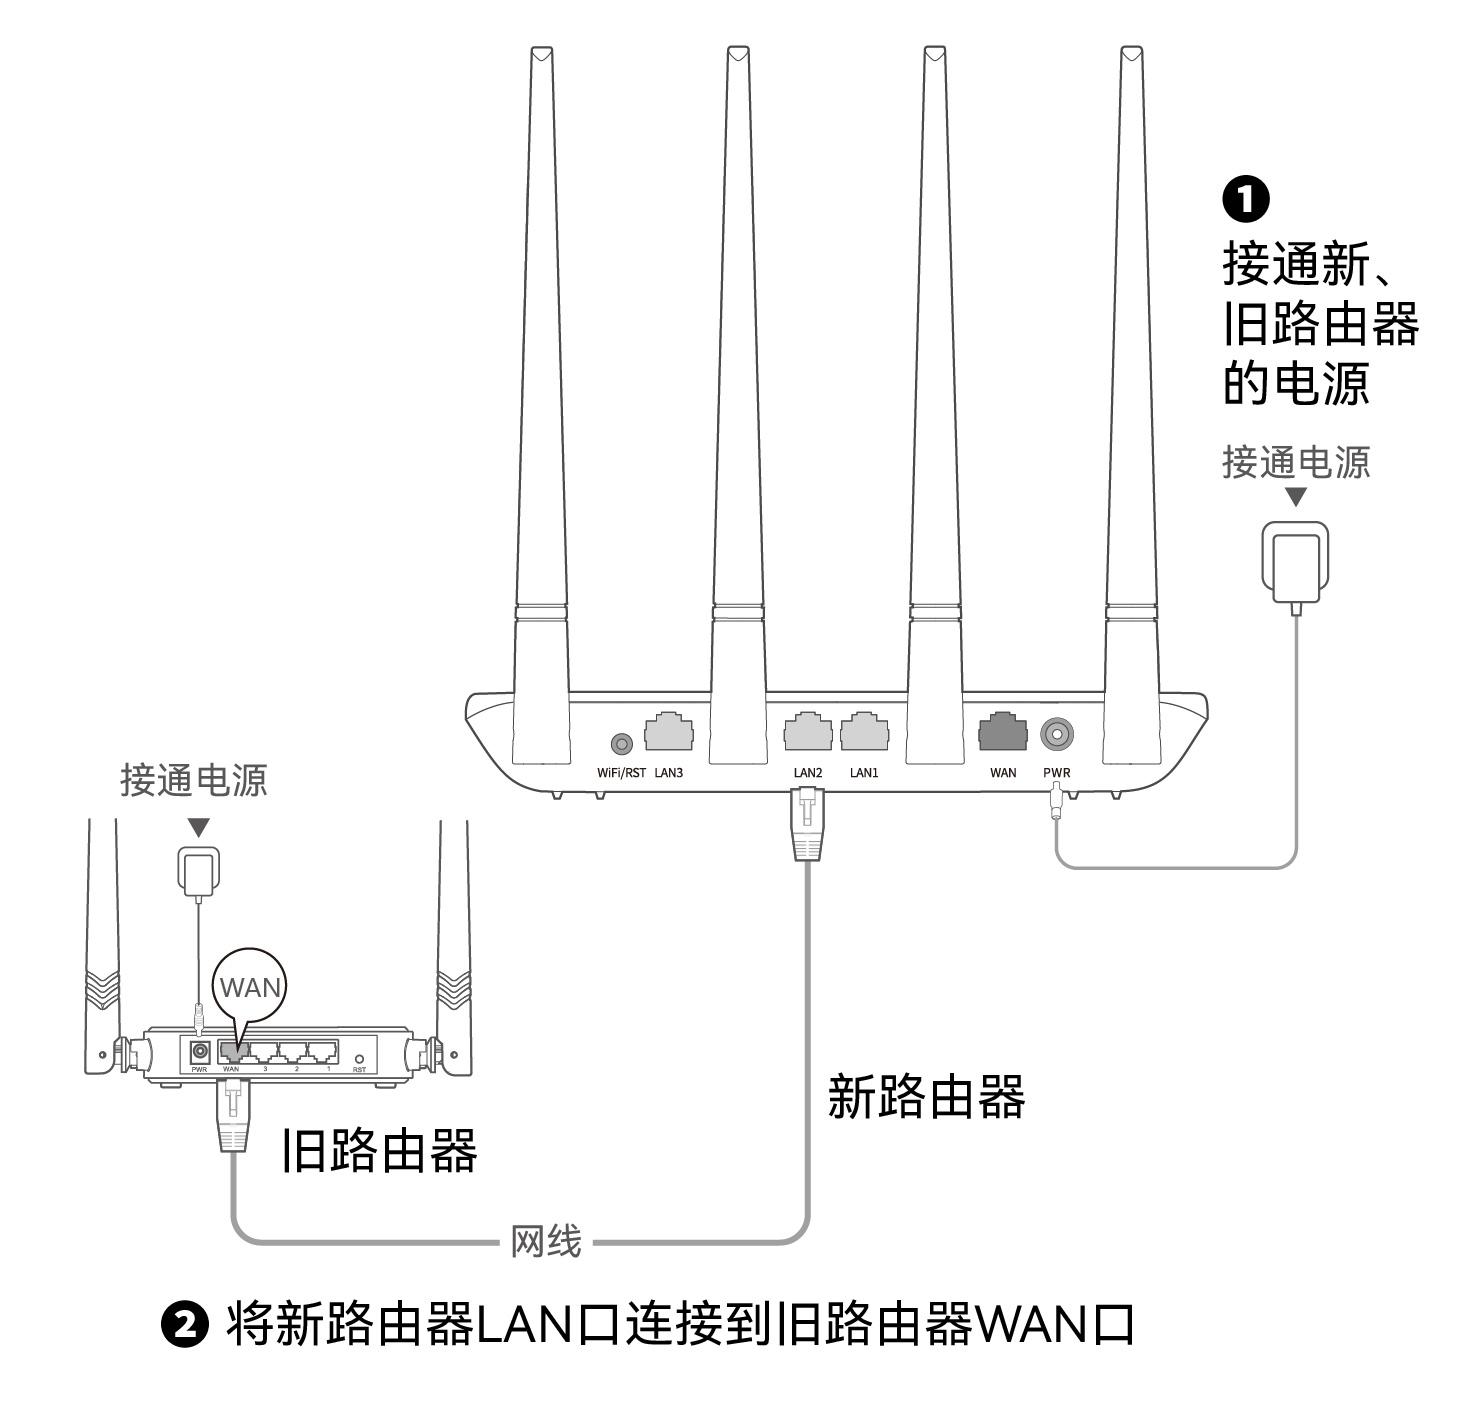 ❶
接通新、
旧路由器
的电源
接通电源
WiFi/RST LAN3 LAN2 LAN1 WAN PWR
接通电源
WAN
PWR WAN 3 2 1 RST
新路由器
旧路由器
网线
❷ 将新路由器LAN口连接到旧路由器WAN口